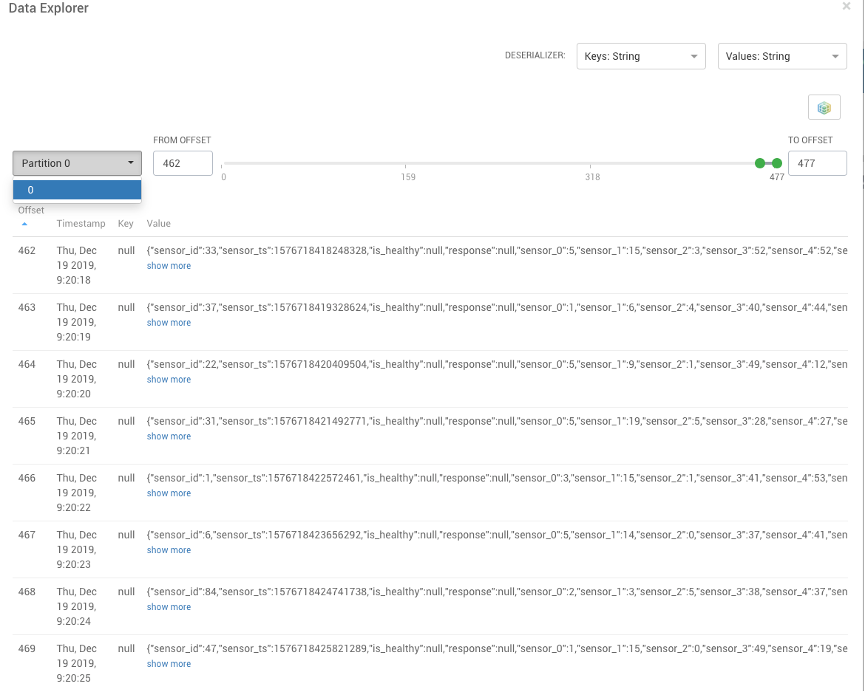 Data Explorer ×
DESERIALIZER: Keys: String Values: String
FROM OFFSET TO OFFSET
Partition 0 462 477
0 159 318 477
0
Offset
Timestamp Key Value
462 Thu, Dec null {"sensor_id":33,"sensor_ts":1576718418248328,"is_healthy":null,"response":null,"sensor_0":5,"sensor_1":15,"sensor_2":3,"sensor_3":52,"sensor_4":52,"se
19 2019, show more
9:20:18
463 Thu, Dec null {"sensor_id":37,"sensor_ts":1576718419328624,"is_healthy":null,"response":null,"sensor_0":1,"sensor_1":6,"sensor_2":4,"sensor_3":40,"sensor_4":44,"sen
19 2019, show more
9:20:19
464 Thu, Dec null {"sensor_id":22,"sensor_ts":1576718420409504,"is_healthy":null,"response":null,"sensor_0":5,"sensor_1":9,"sensor_2":1,"sensor_3":49,"sensor_4":12,"sen
19 2019, show more
9:20:20
465 Thu, Dec null {"sensor_id":31,"sensor_ts":1576718421492771,"is_healthy":null,"response":null,"sensor_0":5,"sensor_1":19,"sensor_2":5,"sensor_3":28,"sensor_4":27,"se
19 2019, show more
9:20:21
466 Thu, Dec null {"sensor_id":1,"sensor_ts":1576718422572461,"is_healthy":null,"response":null,"sensor_0":3,"sensor_1":15,"sensor_2":1,"sensor_3":41,"sensor_4":53,"sen
19 2019, show more
9:20:22
467 Thu, Dec null {"sensor_id":6,"sensor_ts":1576718423656292,"is_healthy":null,"response":null,"sensor_0":5,"sensor_1":14,"sensor_2":0,"sensor_3":37,"sensor_4":41,"sen
19 2019, show more
9:20:23
468 Thu, Dec null {"sensor_id":84,"sensor_ts":1576718424741738,"is_healthy":null,"response":null,"sensor_0":2,"sensor_1":3,"sensor_2":5,"sensor_3":38,"sensor_4":37,"sen
19 2019, show more
9:20:24
469 Thu, Dec null {"sensor_id":47,"sensor_ts":1576718425821289,"is_healthy":null,"response":null,"sensor_0":1,"sensor_1":15,"sensor_2":0,"sensor_3":49,"sensor_4":19,"se
19 2019, show more
9:20:25